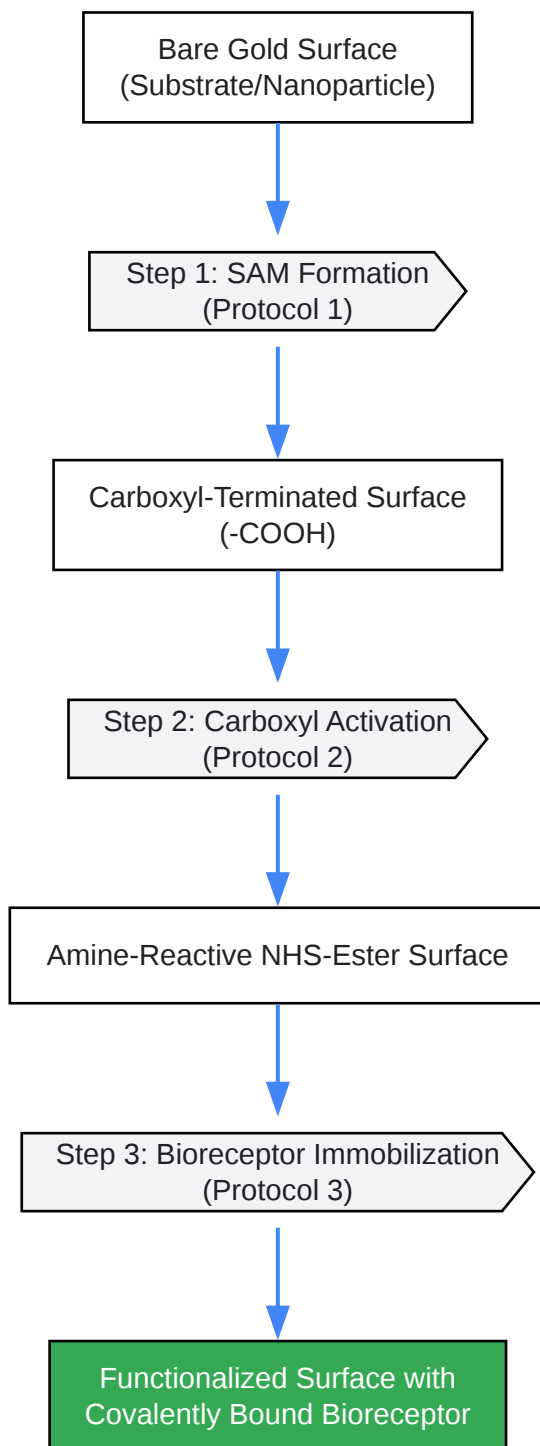 Bare Gold Surface
(Substrate/Nanoparticle)
Step 1: SAM Formation
(Protocol 1)
Carboxyl-Terminated Surface
(-COOH)
Step 2: Carboxyl Activation
(Protocol 2)
Amine-Reactive NHS-Ester Surface
Step 3: Bioreceptor Immobilization
(Protocol 3)
Functionalized Surface with
Covalently Bound Bioreceptor